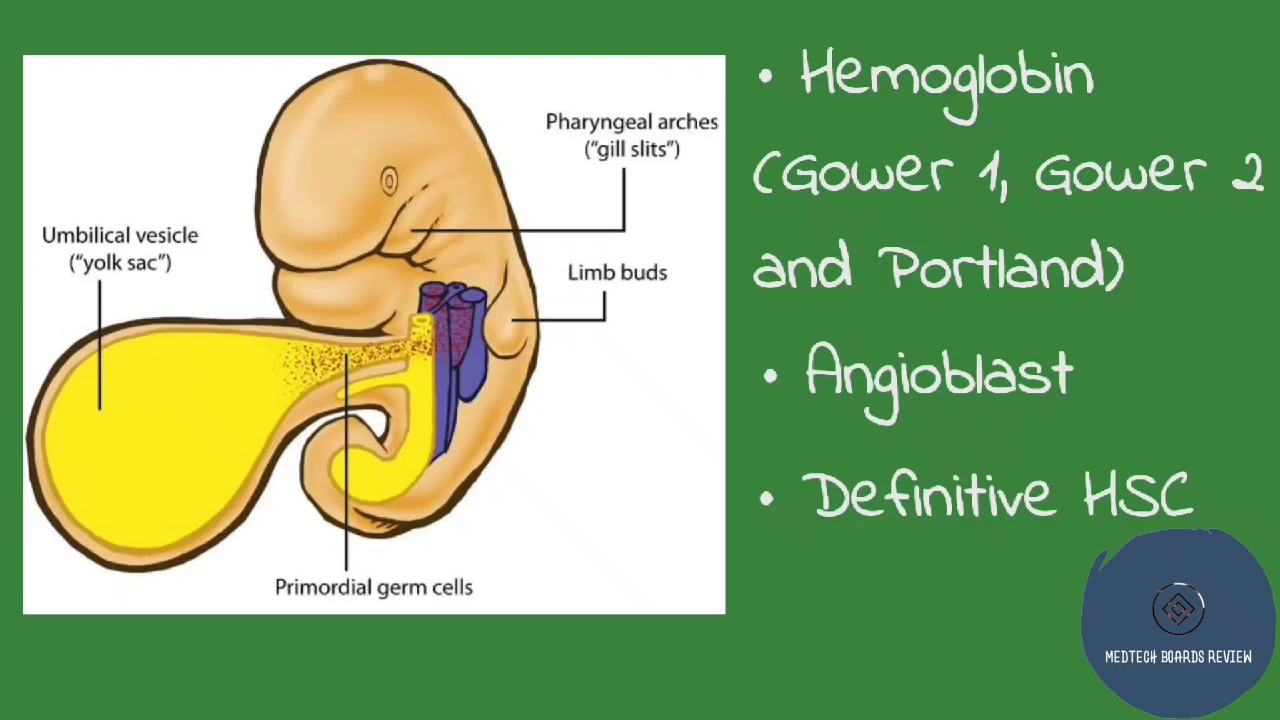 Pharyngeal arches
("gill slits")
Umbilical vesicle
("yolk sac")
Limb buds
Primordial germ cells
• Hemoglobin
(Gower 1, Gower 2
and Portland)
• Angioblast
• Definitive HSC
MEDTECH BOARDS REVIEW